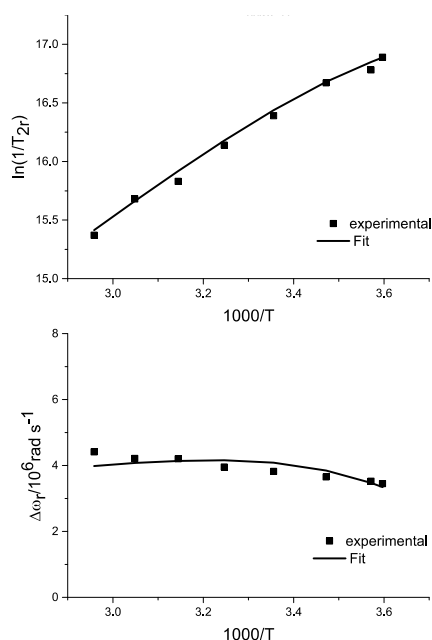 17.0
16.5
16.0
15.5
15.0
ln(1/T2r)
experimental
Fit
3.0 3.2 3.4 3.6
1000/T
8
6
4
2
0
Δωr/10⁶rad s⁻¹
experimental
Fit
3.0 3.2 3.4 3.6
1000/T